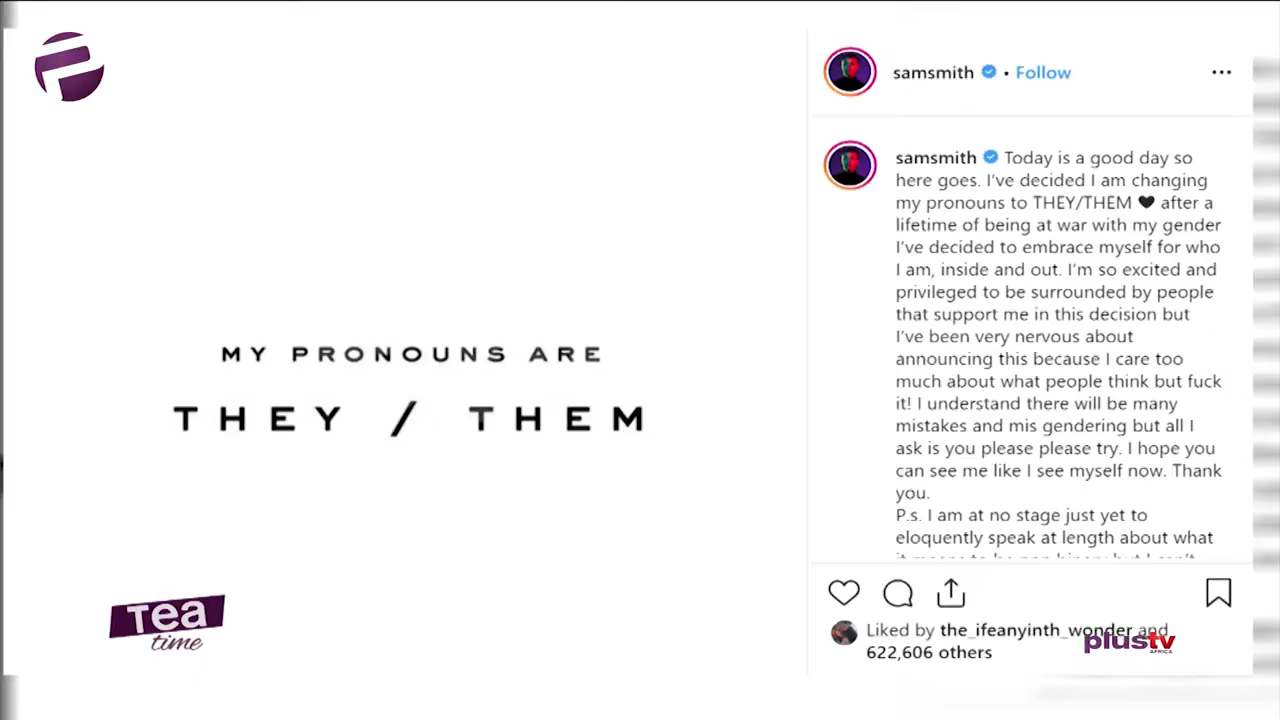 MY PRONOUNS ARE
THEY / THEM
Tea
time
samsmith • Follow
samsmith Today is a good day so
here goes. I've decided I am changing
my pronouns to THEY/THEM 🖤 after a
lifetime of being at war with my gender
I've decided to embrace myself for who
I am, inside and out. I'm so excited and
privileged to be surrounded by people
that support me in this decision but
I've been very nervous about
announcing this because I care too
much about what people think but fuck
it! I understand there will be many
mistakes and mis gendering but all I
ask is you please please try. I hope you
can see me like I see myself now. Thank
you.
P.s. I am at no stage just yet to
eloquently speak at length about what
Liked by the_ifeanyinth_wonder and
622,606 others
plustv
AFRICA